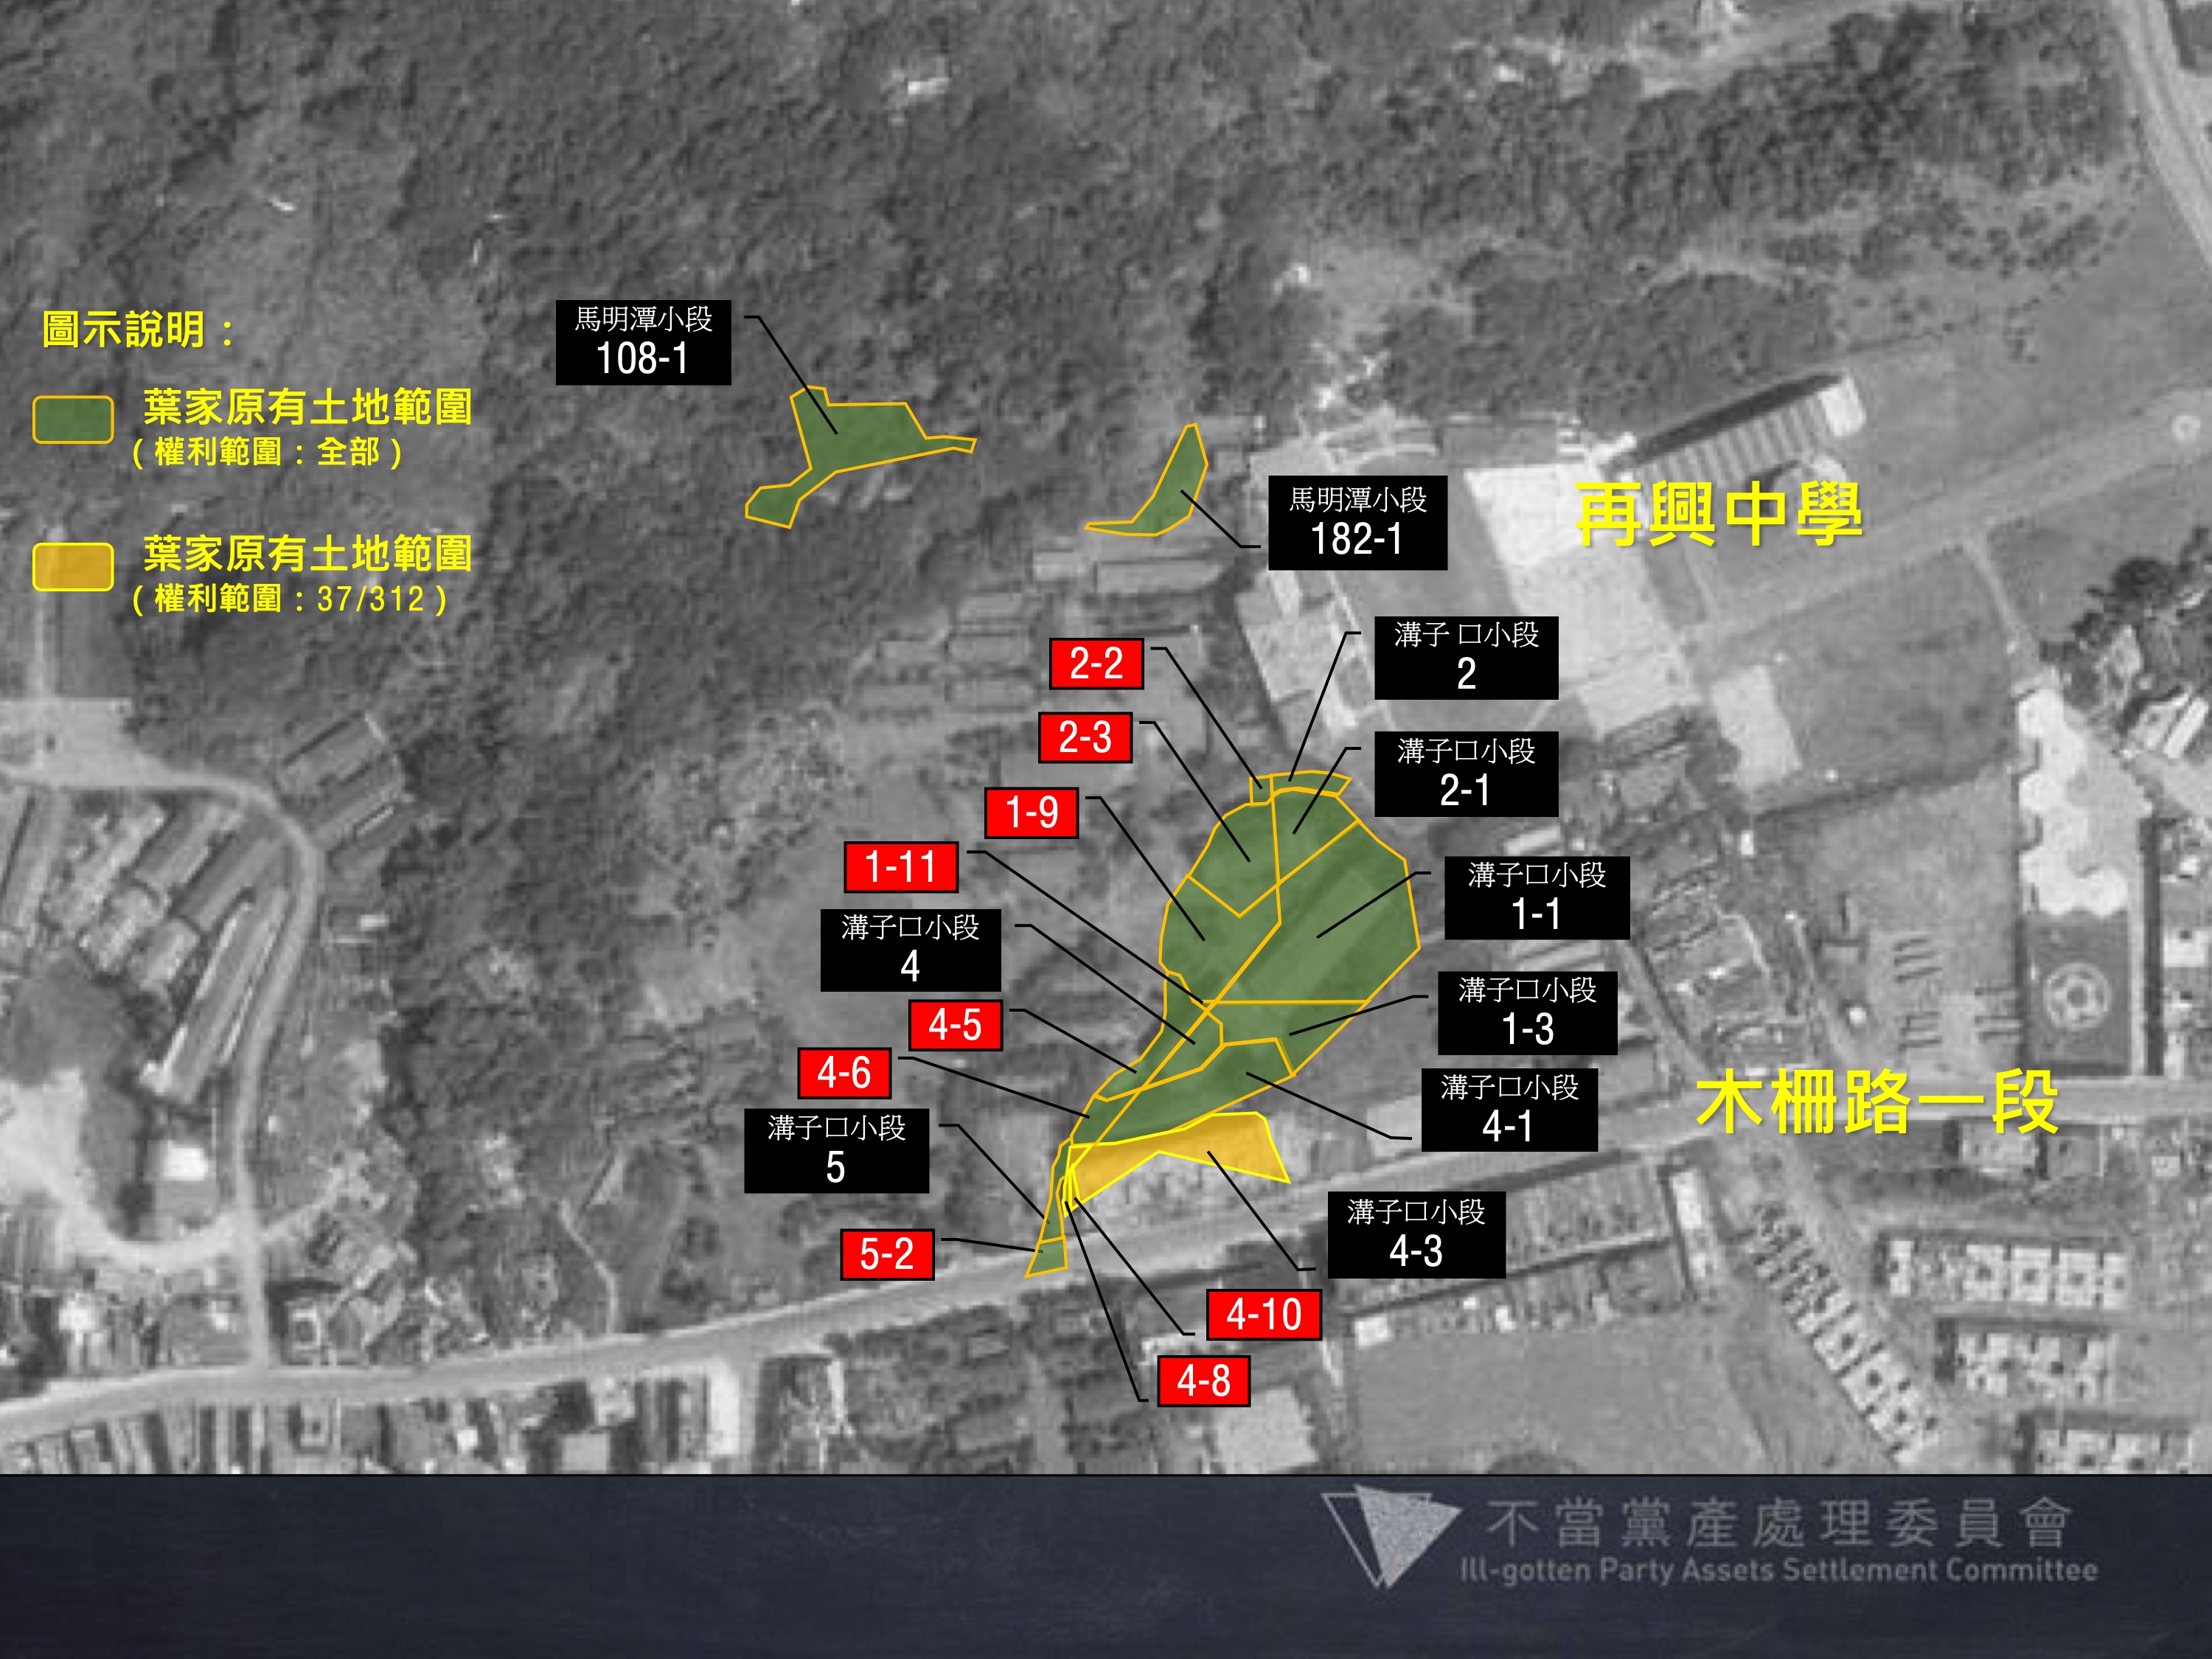 圖示說明：
葉家原有土地範圍
（權利範圍：全部）
葉家原有土地範圍
（權利範圍：37/312）
馬明潭小段
108-1
馬明潭小段
182-1
再興中學
2-2
溝子口小段
2
2-3
溝子口小段
2-1
1-9
1-11
溝子口小段
1-1
溝子口小段
4
溝子口小段
1-3
4-5
4-6
溝子口小段
4-1
木柵路一段
溝子口小段
5
溝子口小段
4-3
5-2
4-10
4-8
不當黨產處理委員會
Ill-gotten Party Assets Settlement Committee